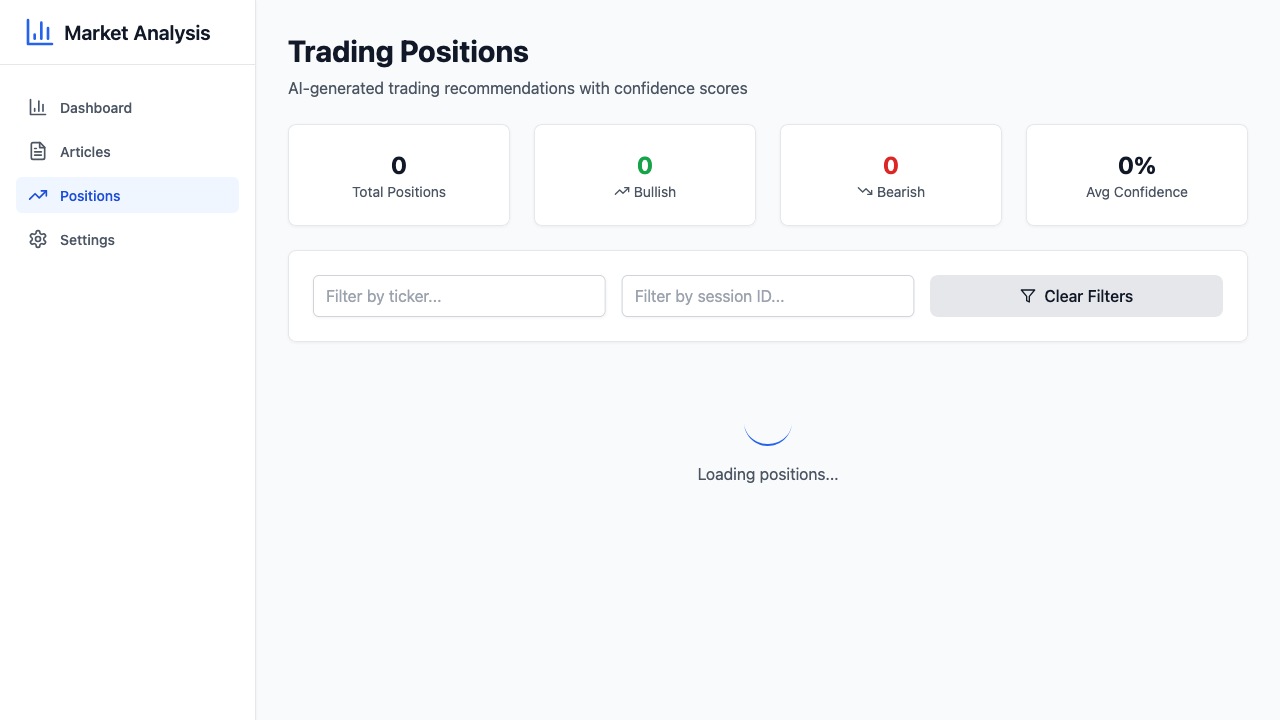 Market Analysis
Dashboard
Articles
Positions
Settings
Trading Positions
AI-generated trading recommendations with confidence scores
0
Total Positions
0
Bullish
0
Bearish
0%
Avg Confidence
Filter by ticker...
Filter by session ID...
Clear Filters
Loading positions...